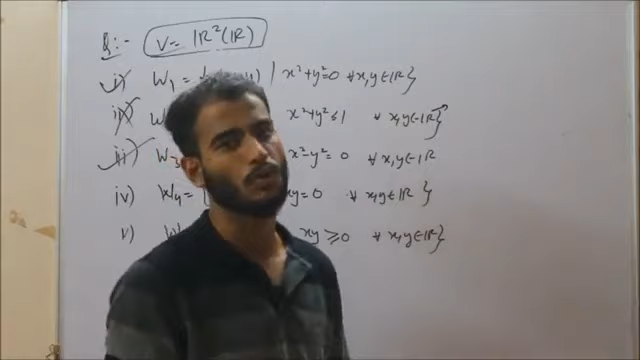 Q:- V = IR²(IR)
i) W₁ = {(x, y) | x²+y²=0 ∀ x,y∈IR}
ii) W x²+y²≤1 ∀ x,y∈IR}
iii) W₃ x²-y²=0 ∀ x,y∈IR
iv) W₄= { xy=0 ∀ x,y∈IR}
v) W xy≥0 ∀ x,y∈IR}